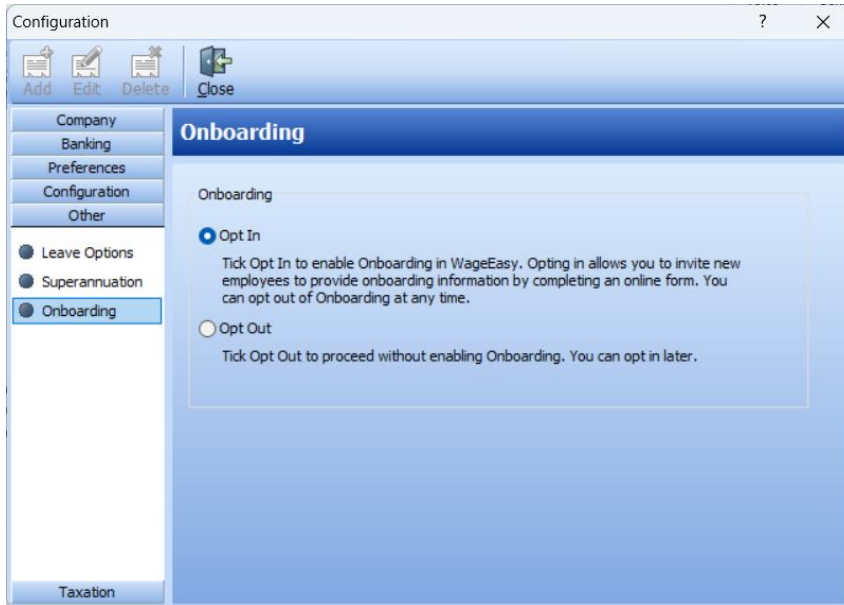 Configuration
?
Add
Edit
Delete
Close
Company
Banking
Preferences
Configuration
Other
Leave Options
Superannuation
Onboarding
Taxation
Onboarding
Onboarding
Opt In
Tick Opt In to enable Onboarding in WageEasy. Opting in allows you to invite new
employees to provide onboarding information by completing an online form. You
can opt out of Onboarding at any time.
Opt Out
Tick Opt Out to proceed without enabling Onboarding. You can opt in later.